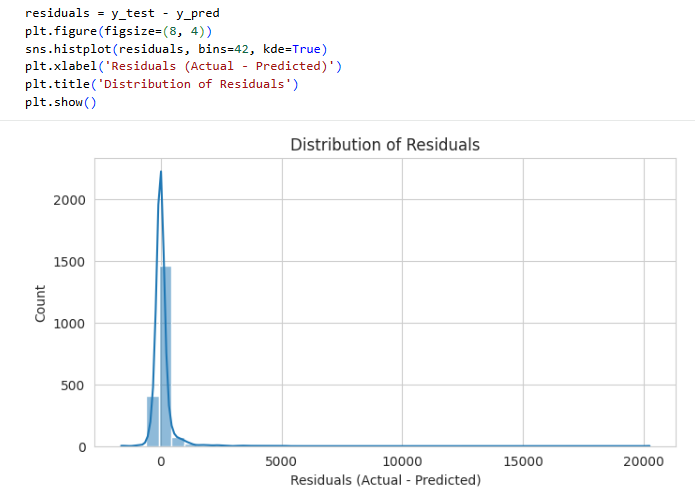 residuals = y_test - y_pred
plt.figure(figsize=(8, 4))
sns.histplot(residuals, bins=42, kde=True)
plt.xlabel('Residuals (Actual - Predicted)')
plt.title('Distribution of Residuals')
plt.show()
Distribution of Residuals
2000
1500
1000
500
0
Count
0 5000 10000 15000 20000
Residuals (Actual - Predicted)